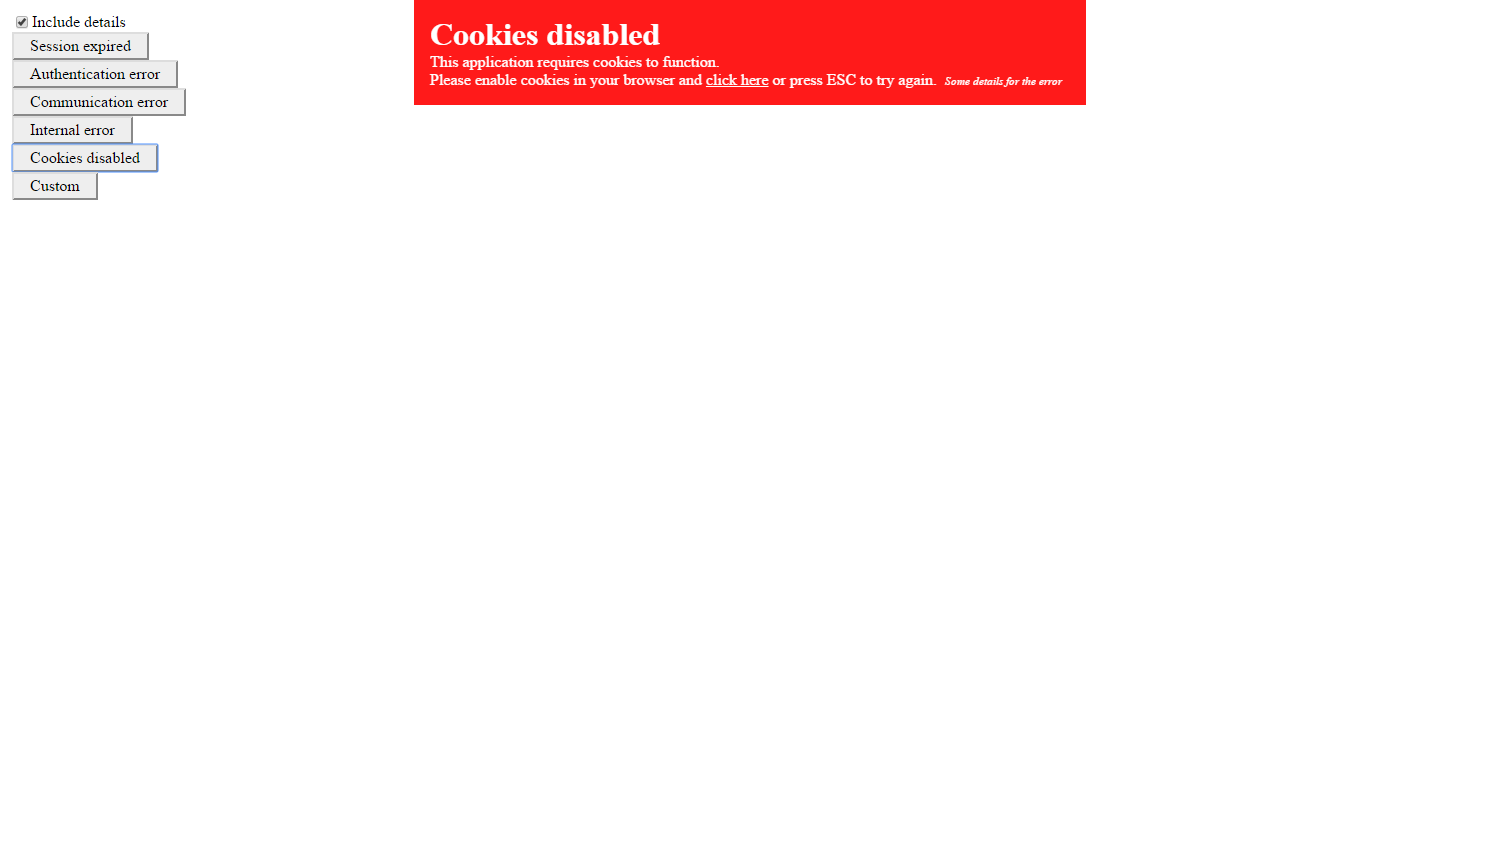 Include details
Session expired
Authentication error
Communication error
Internal error
Cookies disabled
Custom
Cookies disabled
This application requires cookies to function.
Please enable cookies in your browser and click here or press ESC to try again. Some details for the error